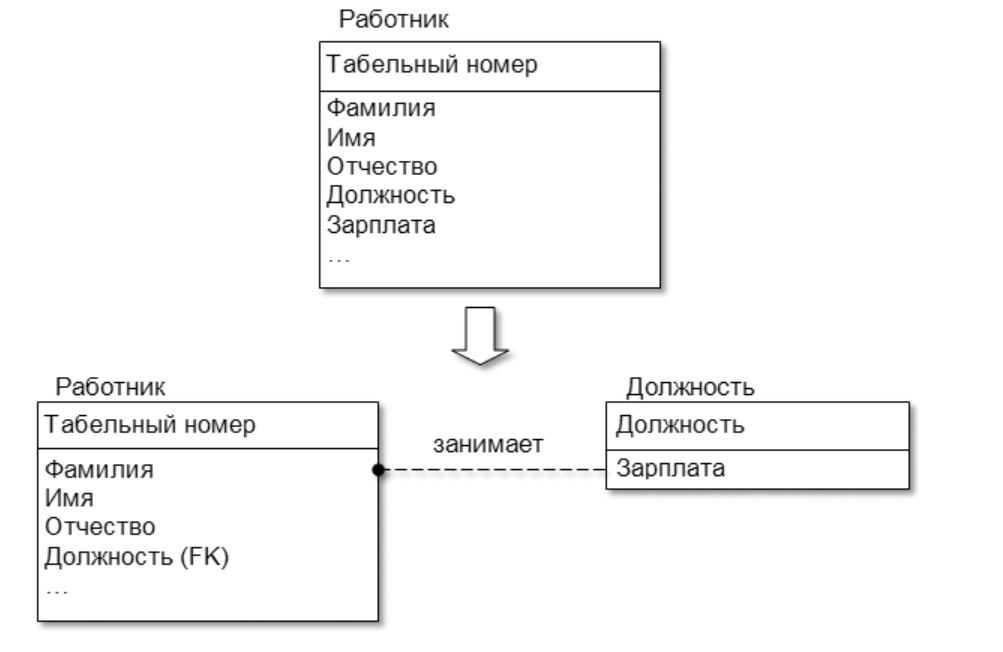 Работник
Табельный номер
Фамилия
Имя
Отчество
Должность
Зарплата
...
Работник
Табельный номер
Фамилия
Имя
Отчество
Должность (FK)
...
занимает
Должность
Должность
Зарплата